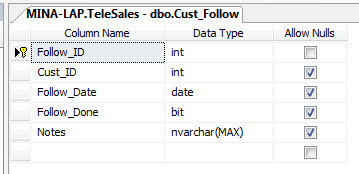 MINA-LAP.TeleSales - dbo.Cust_Follow
Column Name Data Type Allow Nulls
Follow_ID int
Cust_ID int
Follow_Date date
Follow_Done bit
Notes nvarchar(MAX)